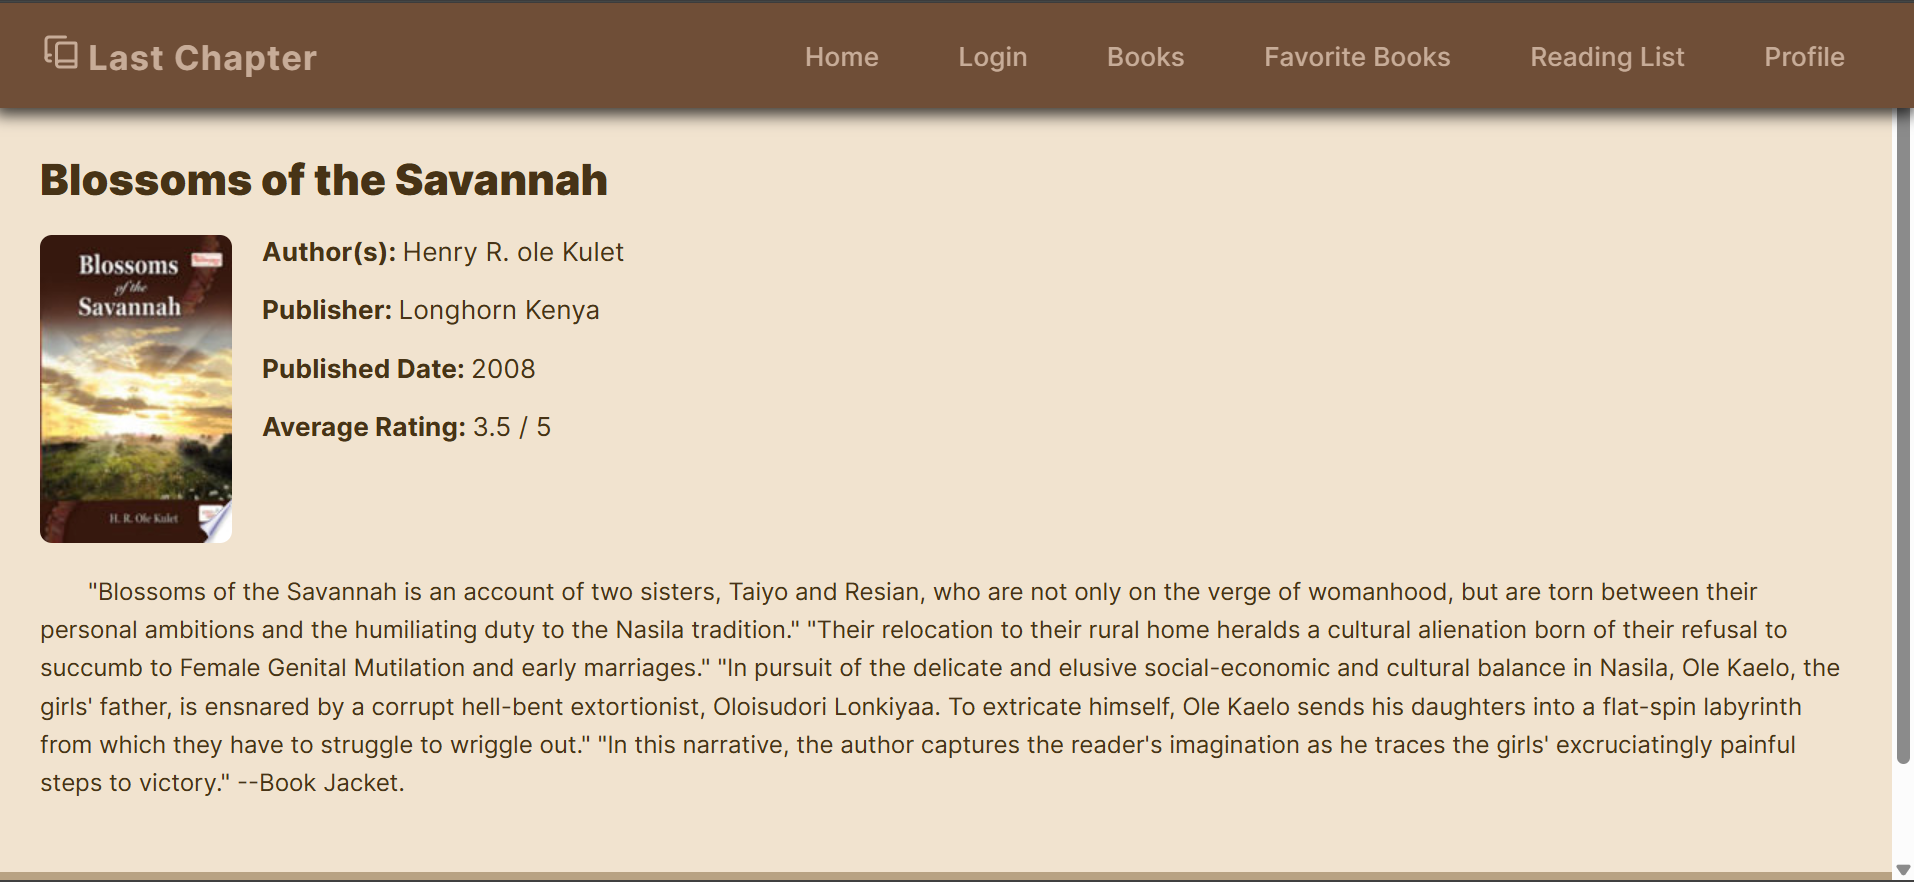 Last Chapter
Home
Login
Books
Favorite Books
Reading List
Profile
Blossoms of the Savannah
Blossoms
of the
Savannah
H. R. Ole Kulet
Author(s): Henry R. ole Kulet
Publisher: Longhorn Kenya
Published Date: 2008
Average Rating: 3.5 / 5
"Blossoms of the Savannah is an account of two sisters, Taiyo and Resian, who are not only on the verge of womanhood, but are torn between their
personal ambitions and the humiliating duty to the Nasila tradition." "Their relocation to their rural home heralds a cultural alienation born of their refusal to
succumb to Female Genital Mutilation and early marriages." "In pursuit of the delicate and elusive social-economic and cultural balance in Nasila, Ole Kaelo, the
girls' father, is ensnared by a corrupt hell-bent extortionist, Oloisudori Lonkiyaa. To extricate himself, Ole Kaelo sends his daughters into a flat-spin labyrinth
from which they have to struggle to wriggle out." "In this narrative, the author captures the reader's imagination as he traces the girls' excruciatingly painful
steps to victory." --Book Jacket.